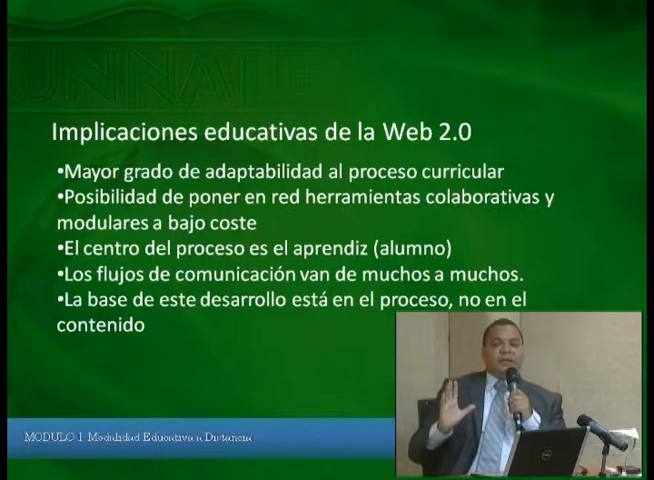 Implicaciones educativas de la Web 2.0
•Mayor grado de adaptabilidad al proceso curricular
•Posibilidad de poner en red herramientas colaborativas y
modulares a bajo coste
•El centro del proceso es el aprendiz (alumno)
•Los flujos de comunicación van de muchos a muchos.
•La base de este desarrollo está en el proceso, no en el
contenido
MODULO 1 Modalidad Educativa a Distancia